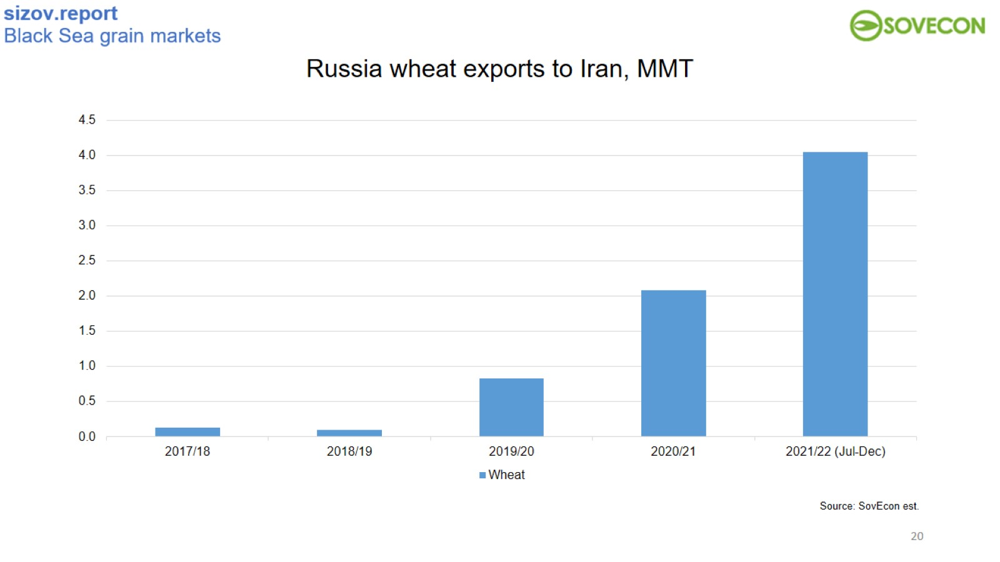 sizov.report
Black Sea grain markets
SOVECON
Russia wheat exports to Iran, MMT
4.5
4.0
3.5
3.0
2.5
2.0
1.5
1.0
0.5
0.0
2017/18 2018/19 2019/20 2020/21 2021/22 (Jul-Dec)
Wheat
Source: SovEcon est.
20